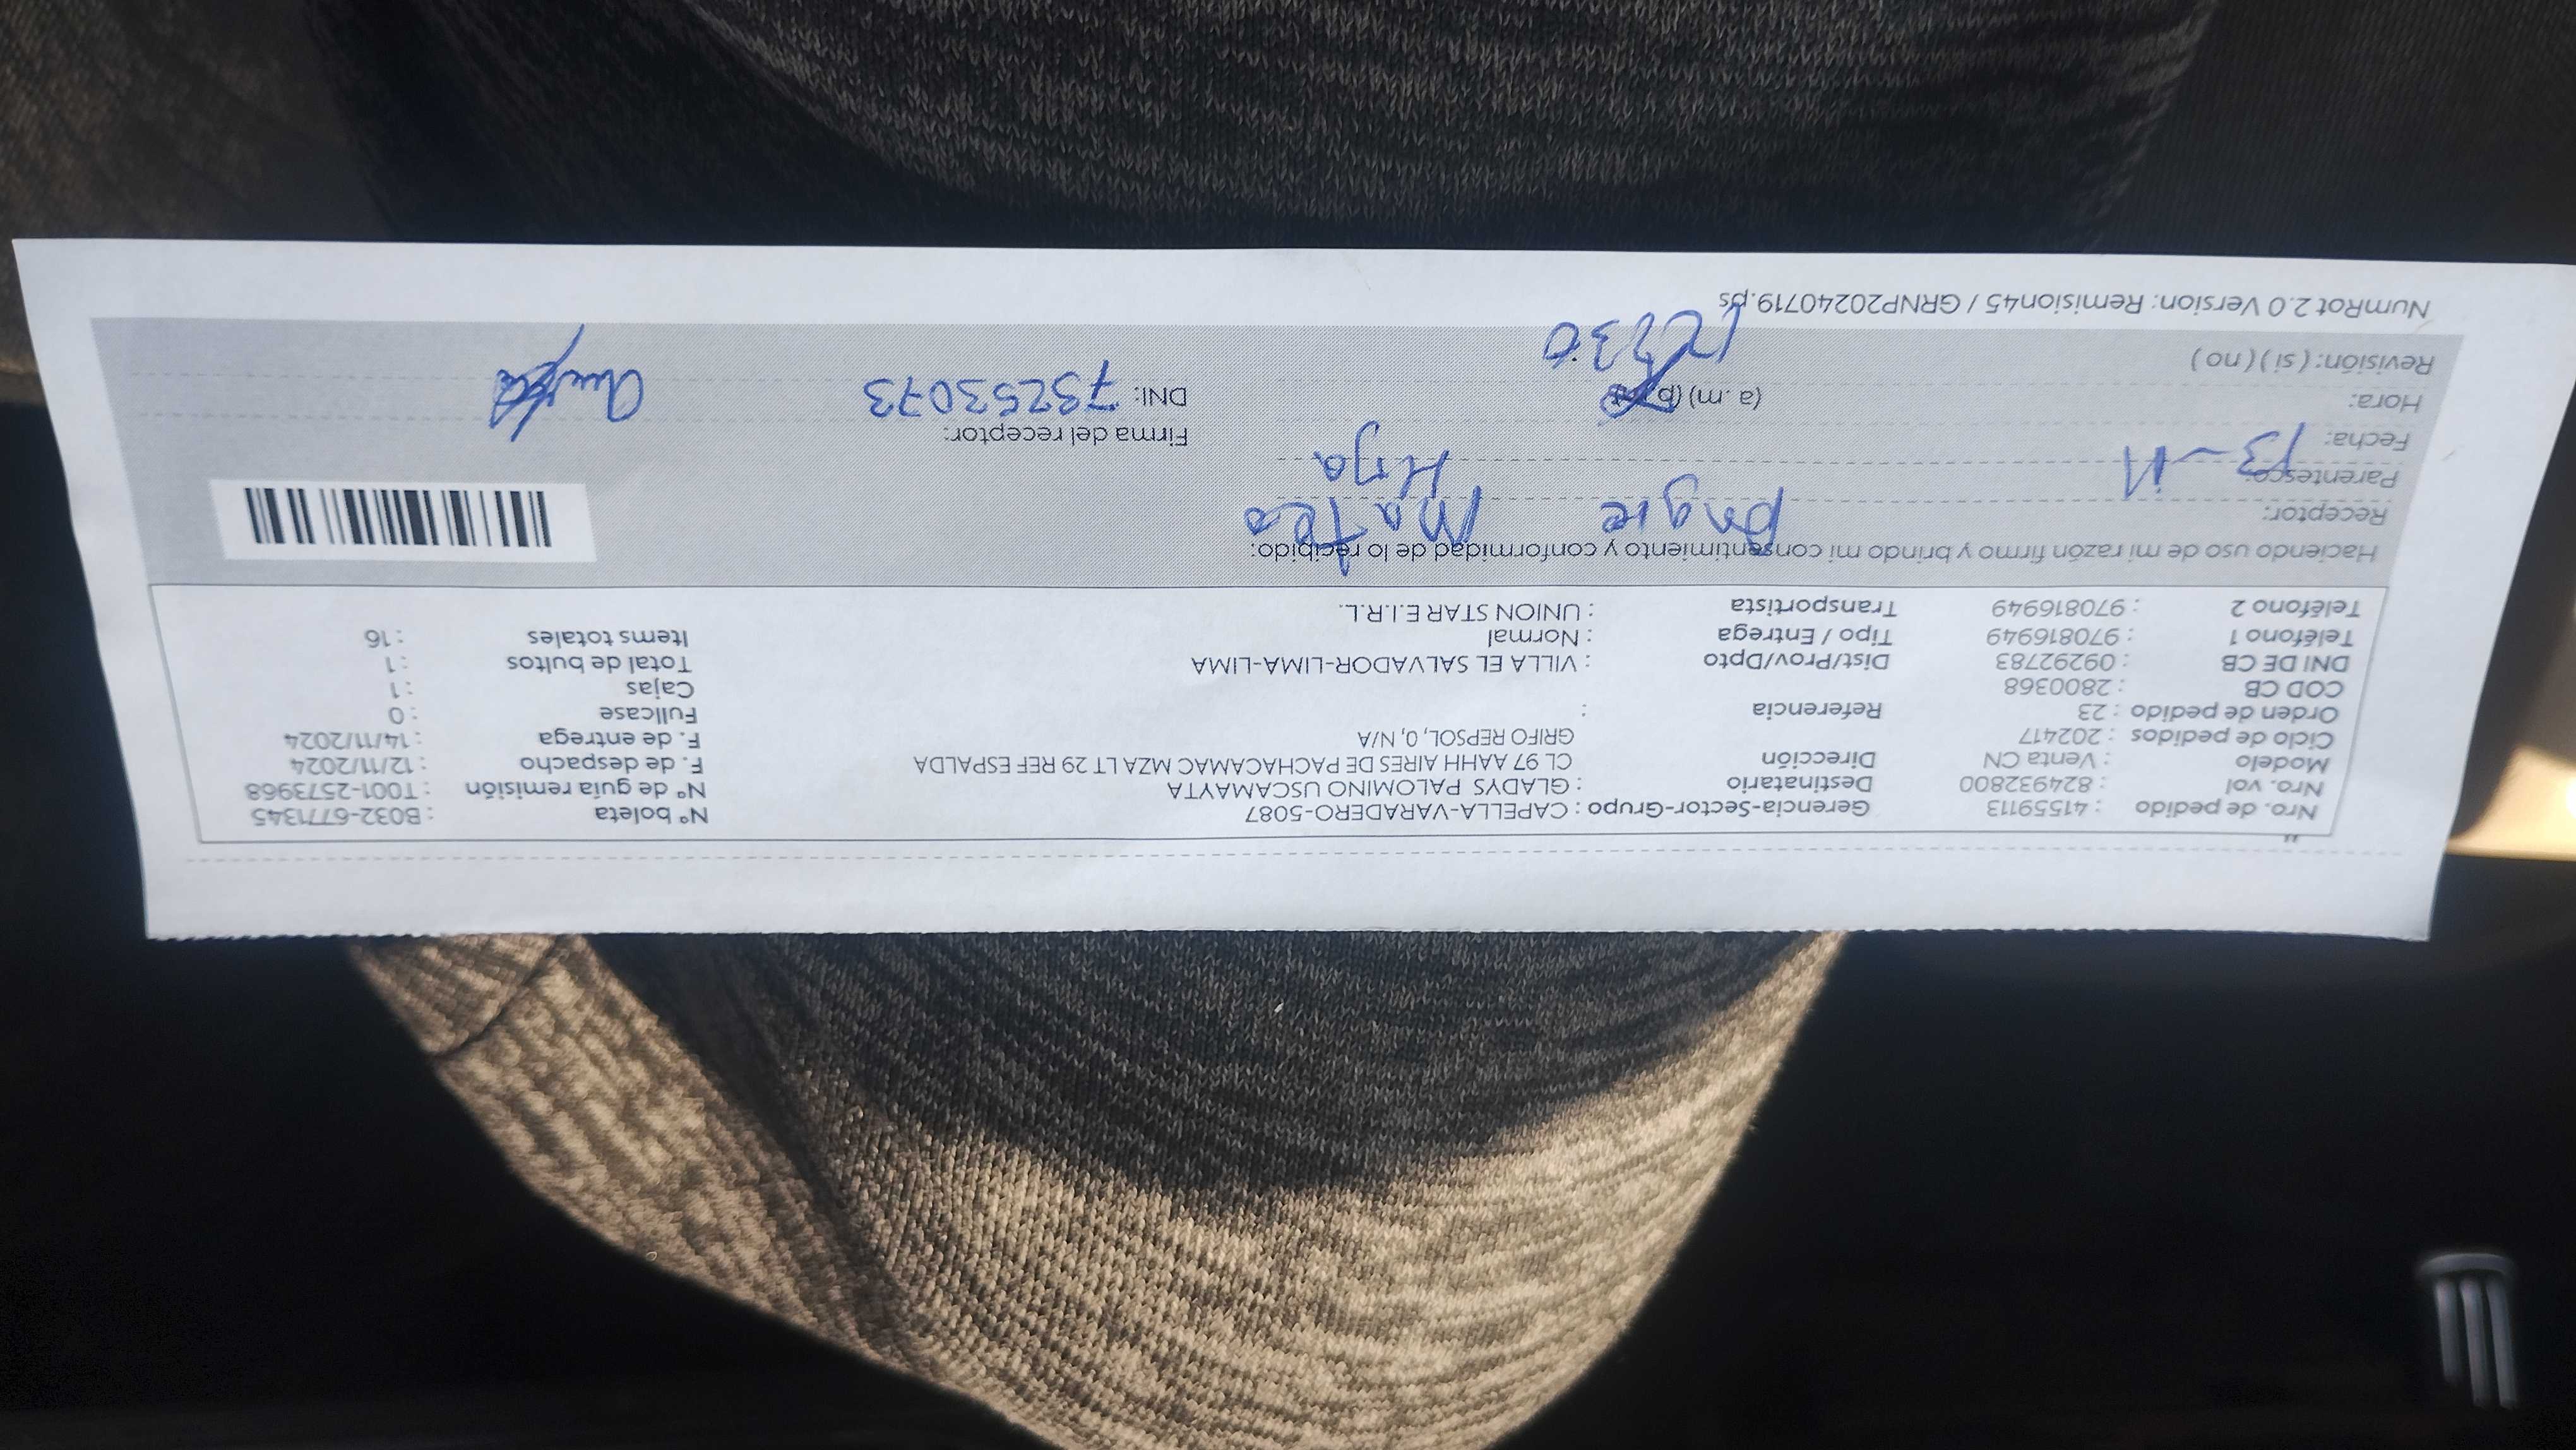 Nro. de pedido : 41559113 Gerencia-Sector-Grupo : CAPELLA-VARADERO-5087 N° boleta : B032-6771345
Nro. vol : 824932800 Destinatario : GLADYS PALOMINO USCAMAYTA N° de guía remisión : T001-2573968
Modelo : Venta CN Dirección CL 97 AAHH AIRES DE PACHACAMAC MZA LT 29 REF ESPALDA F. de despacho : 12/11/2024
Ciclo de pedidos : 202417 GRIFO REPSOL, 0, N/A F. de entrega : 14/11/2024
Orden de pedido : 23 Referencia : Fullcase : 0
COD CB : 2800368 Cajas : 1
DNI DE CB : 09292783 Dist/Prov/Dpto : VILLA EL SALVADOR-LIMA-LIMA Total de bultos : 1
Teléfono 1 : 970816949 Tipo / Entrega : Normal Items totales : 16
Teléfono 2 : 970816949 Transportista : UNION STAR E.I.R.L.
Haciendo uso de mi razón firmo y brindo mi consentimiento y conformidad de lo recibido:
Receptor: Angie Mateo
Parentesco: Hija
Fecha: 13-11 Firma del receptor:
Hora: (a.m) DNI: 73253073
Revisión: ( si ) ( no )
NumRot 2.0 Version: Remision45 / GRNP20240719.ps